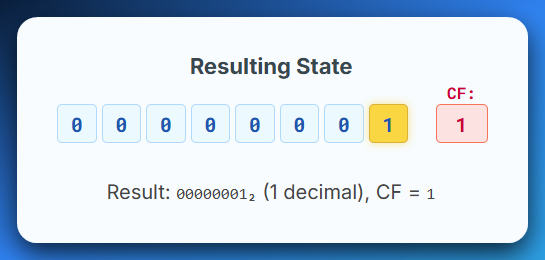 Resulting State
CF:
0 0 0 0 0 0 0 1 1
Result: 00000001₂ (1 decimal), CF = 1